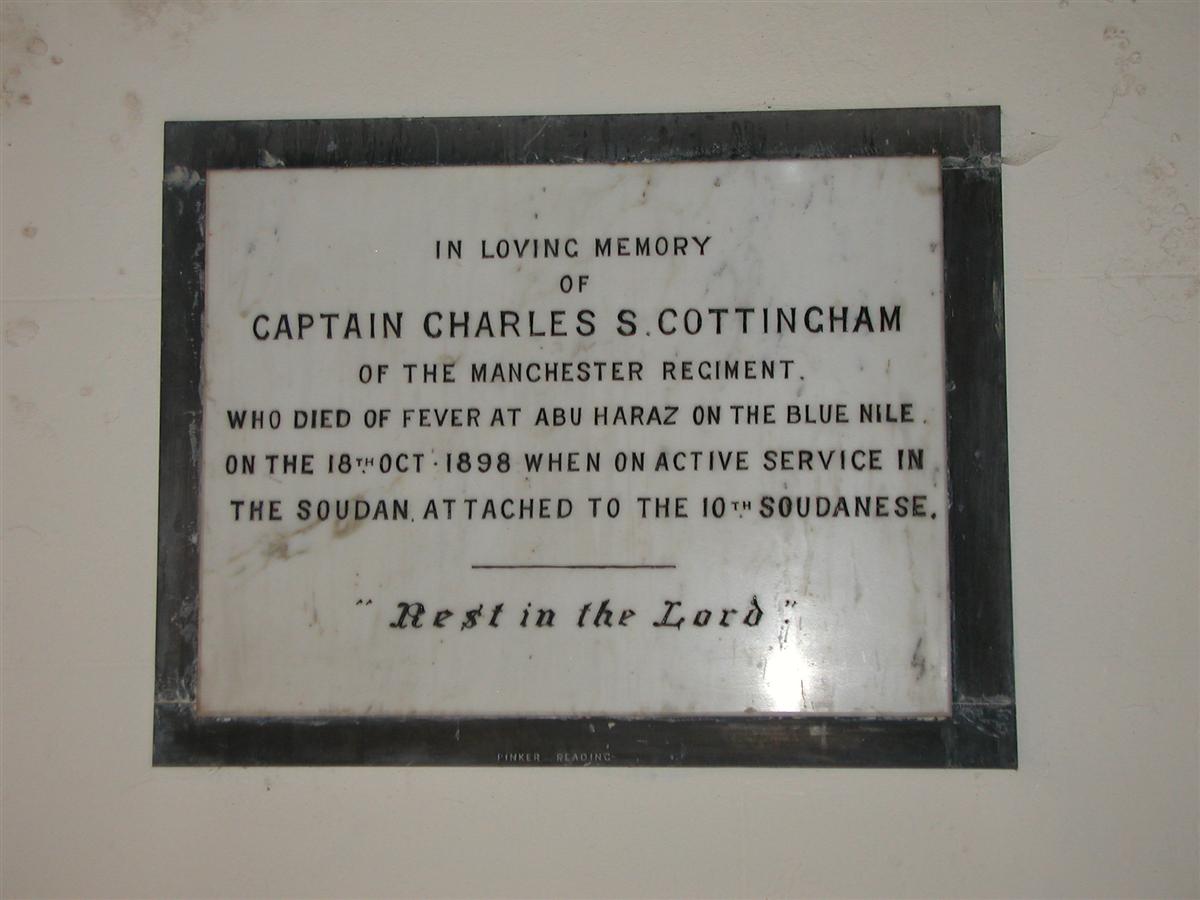 IN LOVING MEMORY
OF
CAPTAIN CHARLES S. COTTINGHAM
OF THE MANCHESTER REGIMENT.
WHO DIED OF FEVER AT ABU HARAZ ON THE BLUE NILE.
ON THE 18TH OCT. 1898 WHEN ON ACTIVE SERVICE IN
THE SOUDAN, ATTACHED TO THE 10TH SOUDANESE.
"Rest in the Lord".
PINKER READING